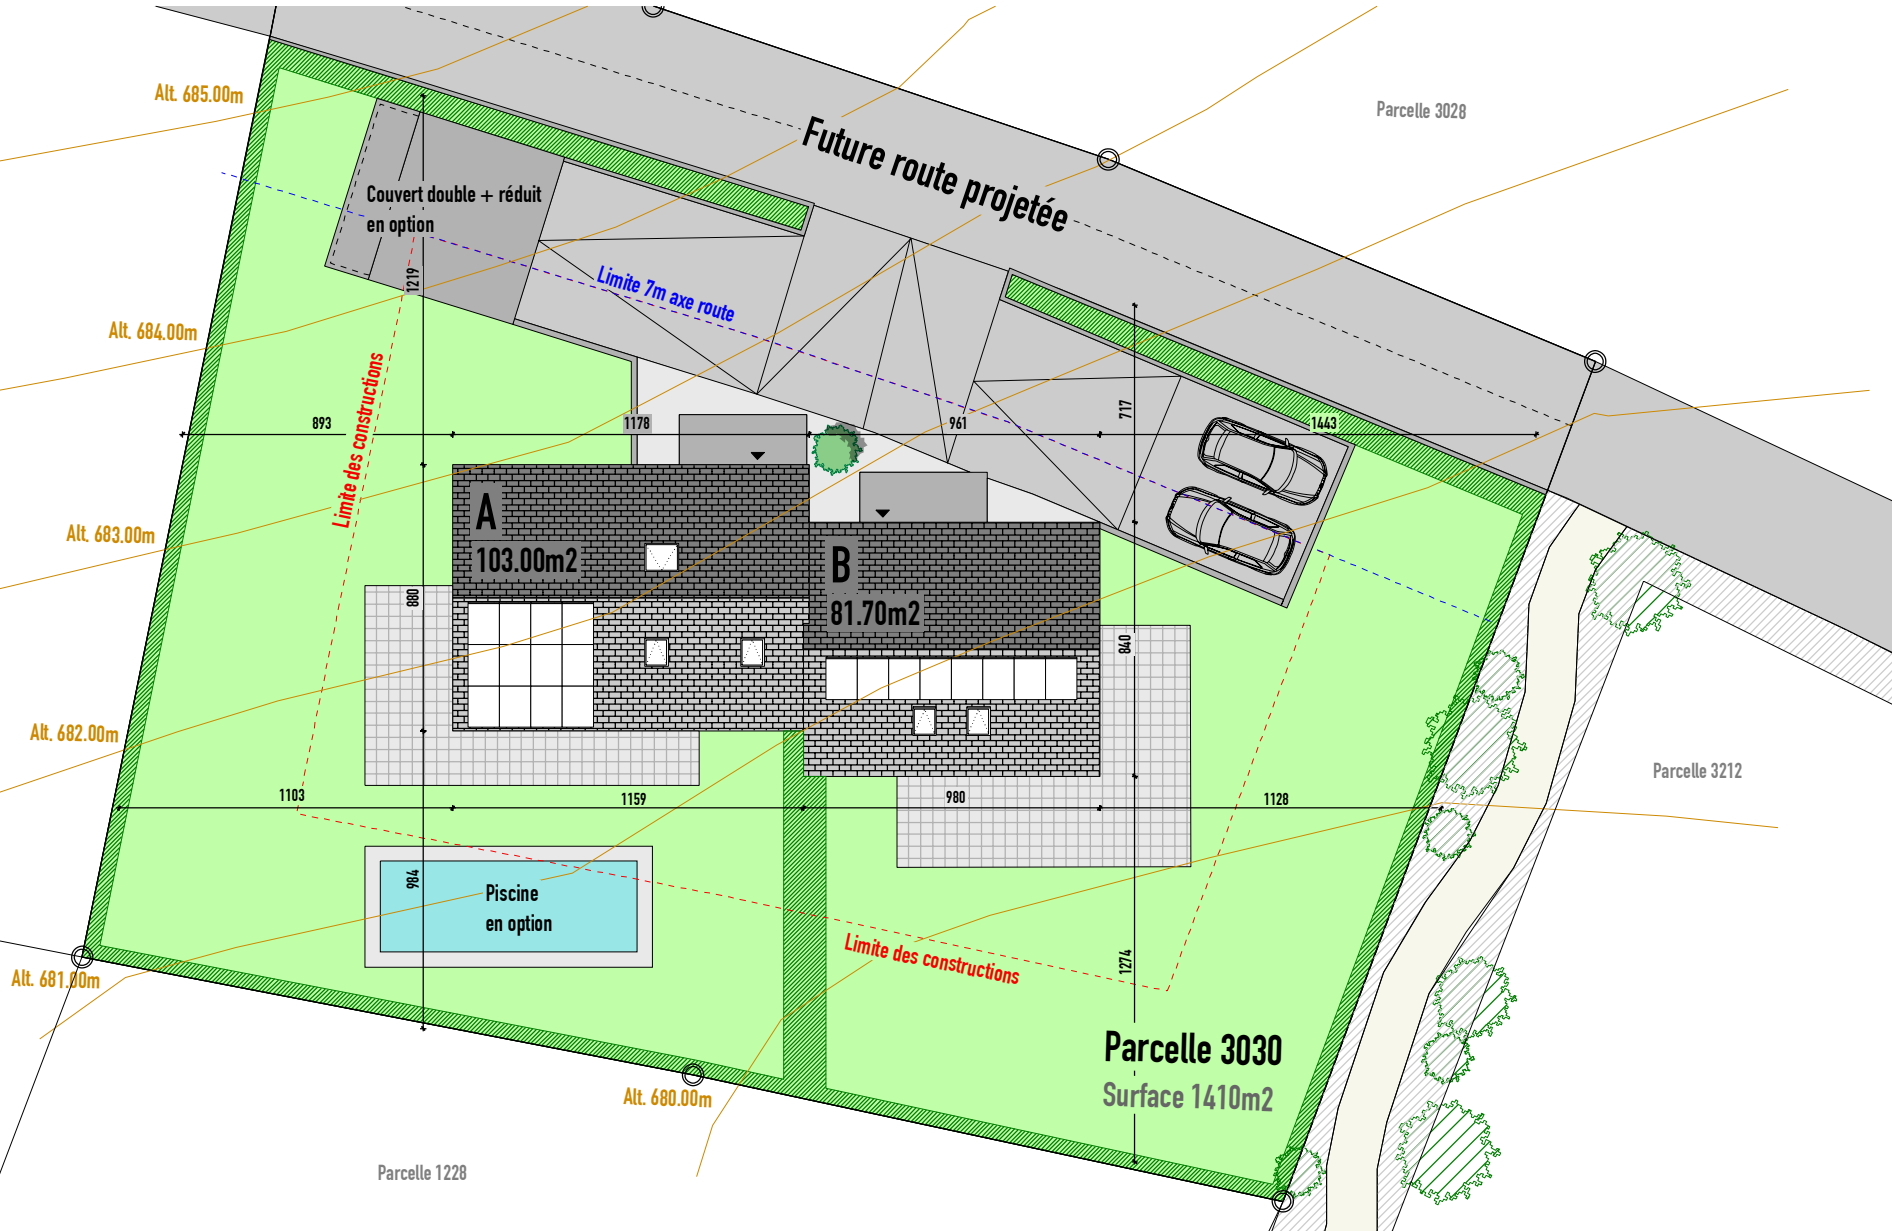 Alt. 685.00m
Parcelle 3028
Future route projetée
Couvert double + réduit
en option
1219
Limite 7m axe route
Alt. 684.00m
Limite des constructions
893
1178
961
717
1443
A
103.00m2
Alt. 683.00m
B
81.70m2
880
840
Alt. 682.00m
Parcelle 3212
1103
1159
980
1128
984
Piscine
en option
Limite des constructions
1274
Alt. 681.00m
Parcelle 3030
Surface 1410m2
Alt. 680.00m
Parcelle 1228